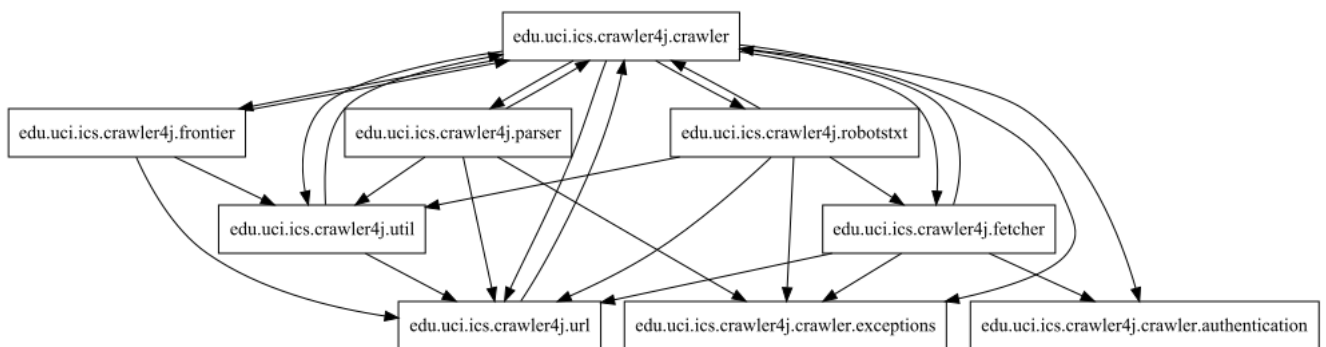 edu.uci.ics.crawler4j.crawler
edu.uci.ics.crawler4j.frontier
edu.uci.ics.crawler4j.parser
edu.uci.ics.crawler4j.robotstxt
edu.uci.ics.crawler4j.util
edu.uci.ics.crawler4j.fetcher
edu.uci.ics.crawler4j.url
edu.uci.ics.crawler4j.crawler.exceptions
edu.uci.ics.crawler4j.crawler.authentication